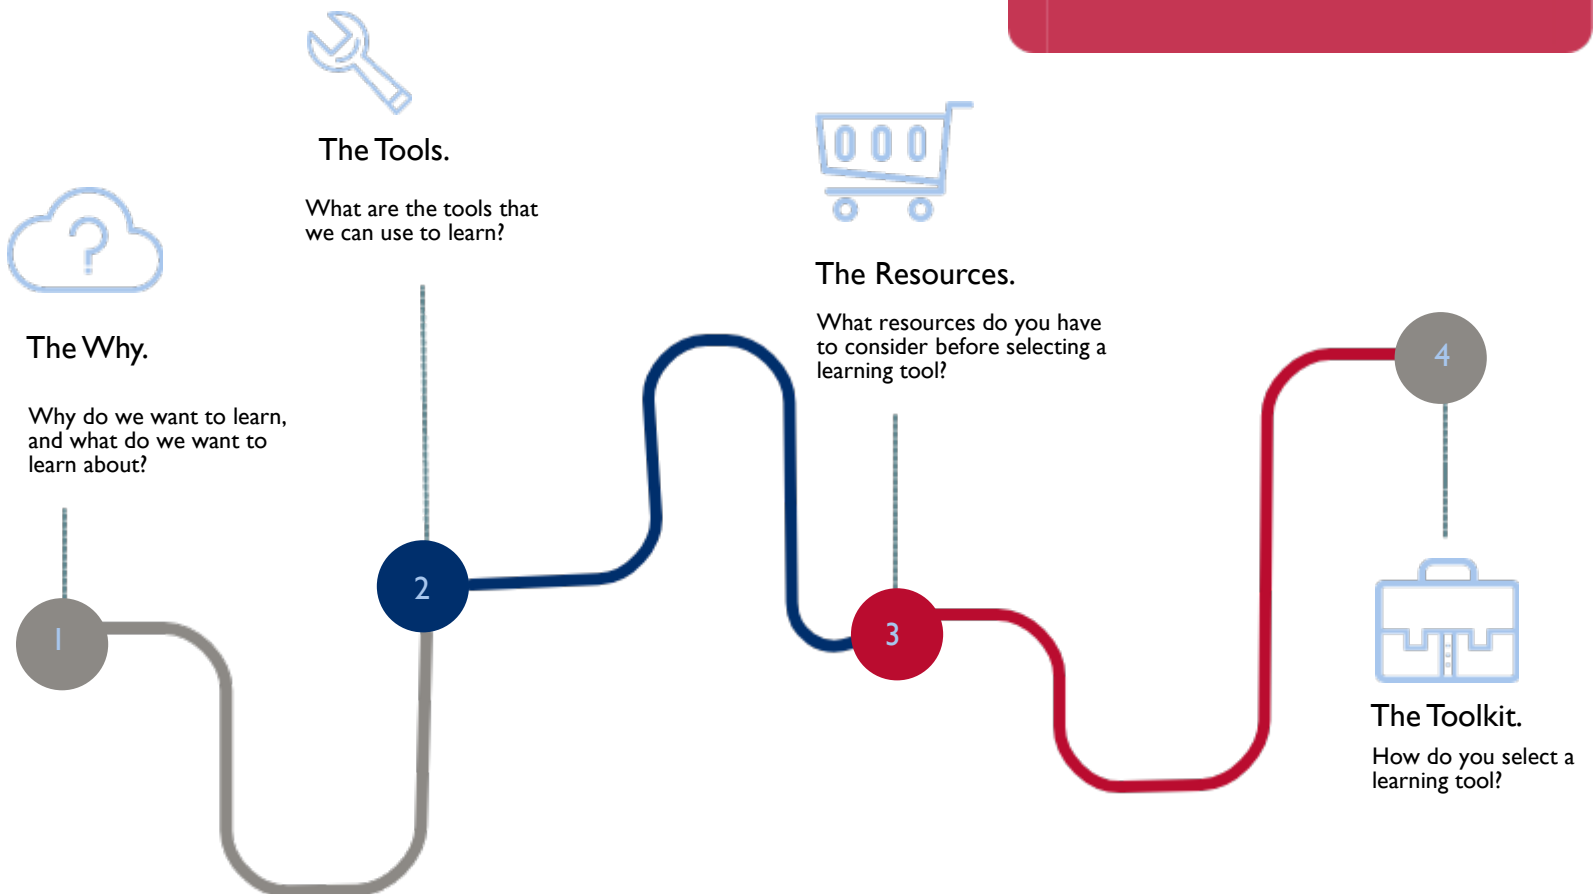 The Why.
Why do we want to learn,
and what do we want to
learn about?
1
The Tools.
What are the tools that
we can use to learn?
2
The Resources.
What resources do you have
to consider before selecting a
learning tool?
3
4
The Toolkit.
How do you select a
learning tool?